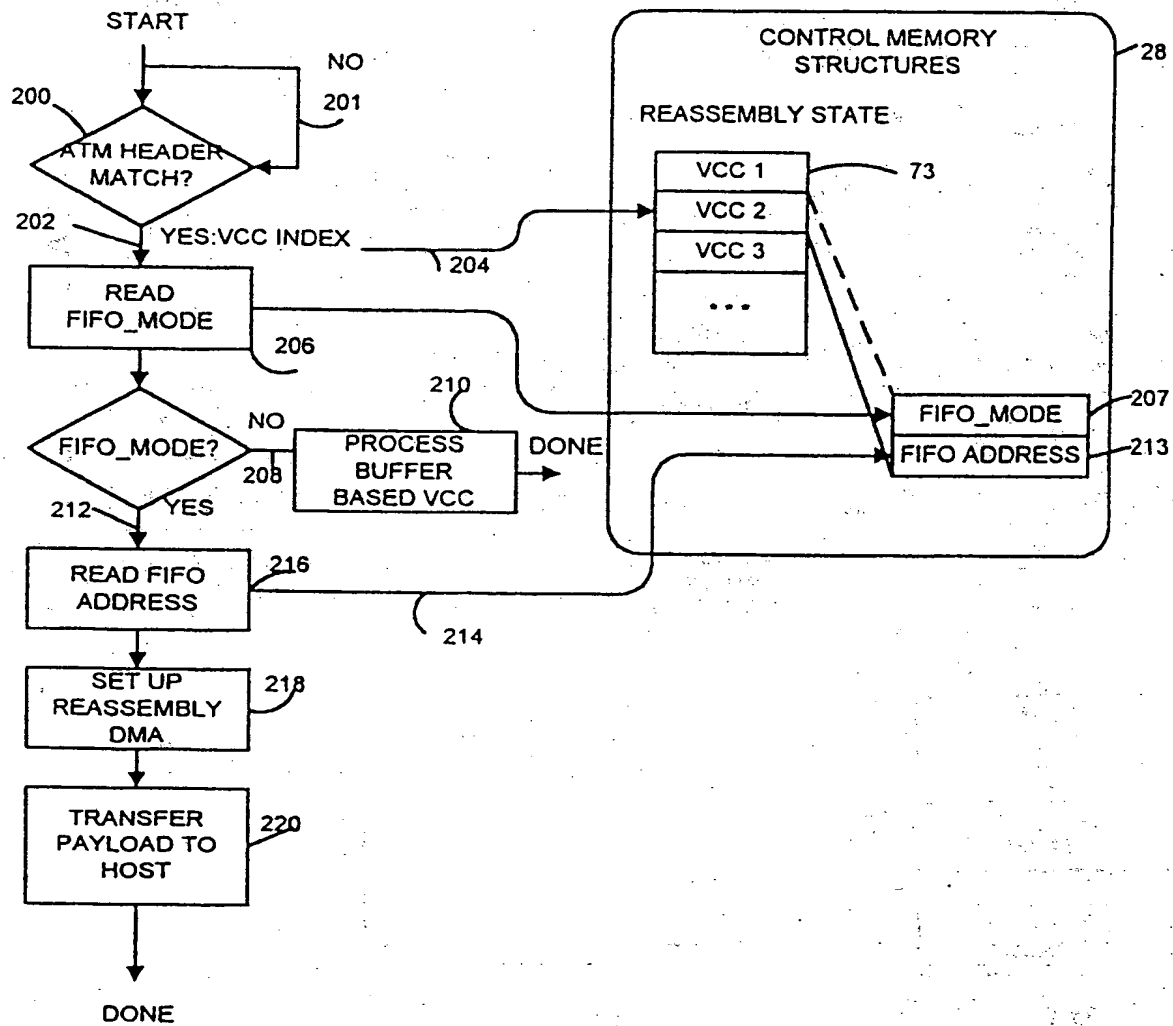 START
NO
200
201
ATM HEADER
MATCH?
202
YES:VCC INDEX
204
READ
FIFO_MODE
206
FIFO_MODE?
NO
208
210
PROCESS
BUFFER
BASED VCC
DONE
212
YES
READ FIFO
ADDRESS
216
214
SET UP
REASSEMBLY
DMA
218
TRANSFER
PAYLOAD TO
HOST
220
DONE
CONTROL MEMORY
STRUCTURES
28
REASSEMBLY STATE
VCC 1
73
VCC 2
VCC 3
...
FIFO_MODE
207
FIFO ADDRESS
213